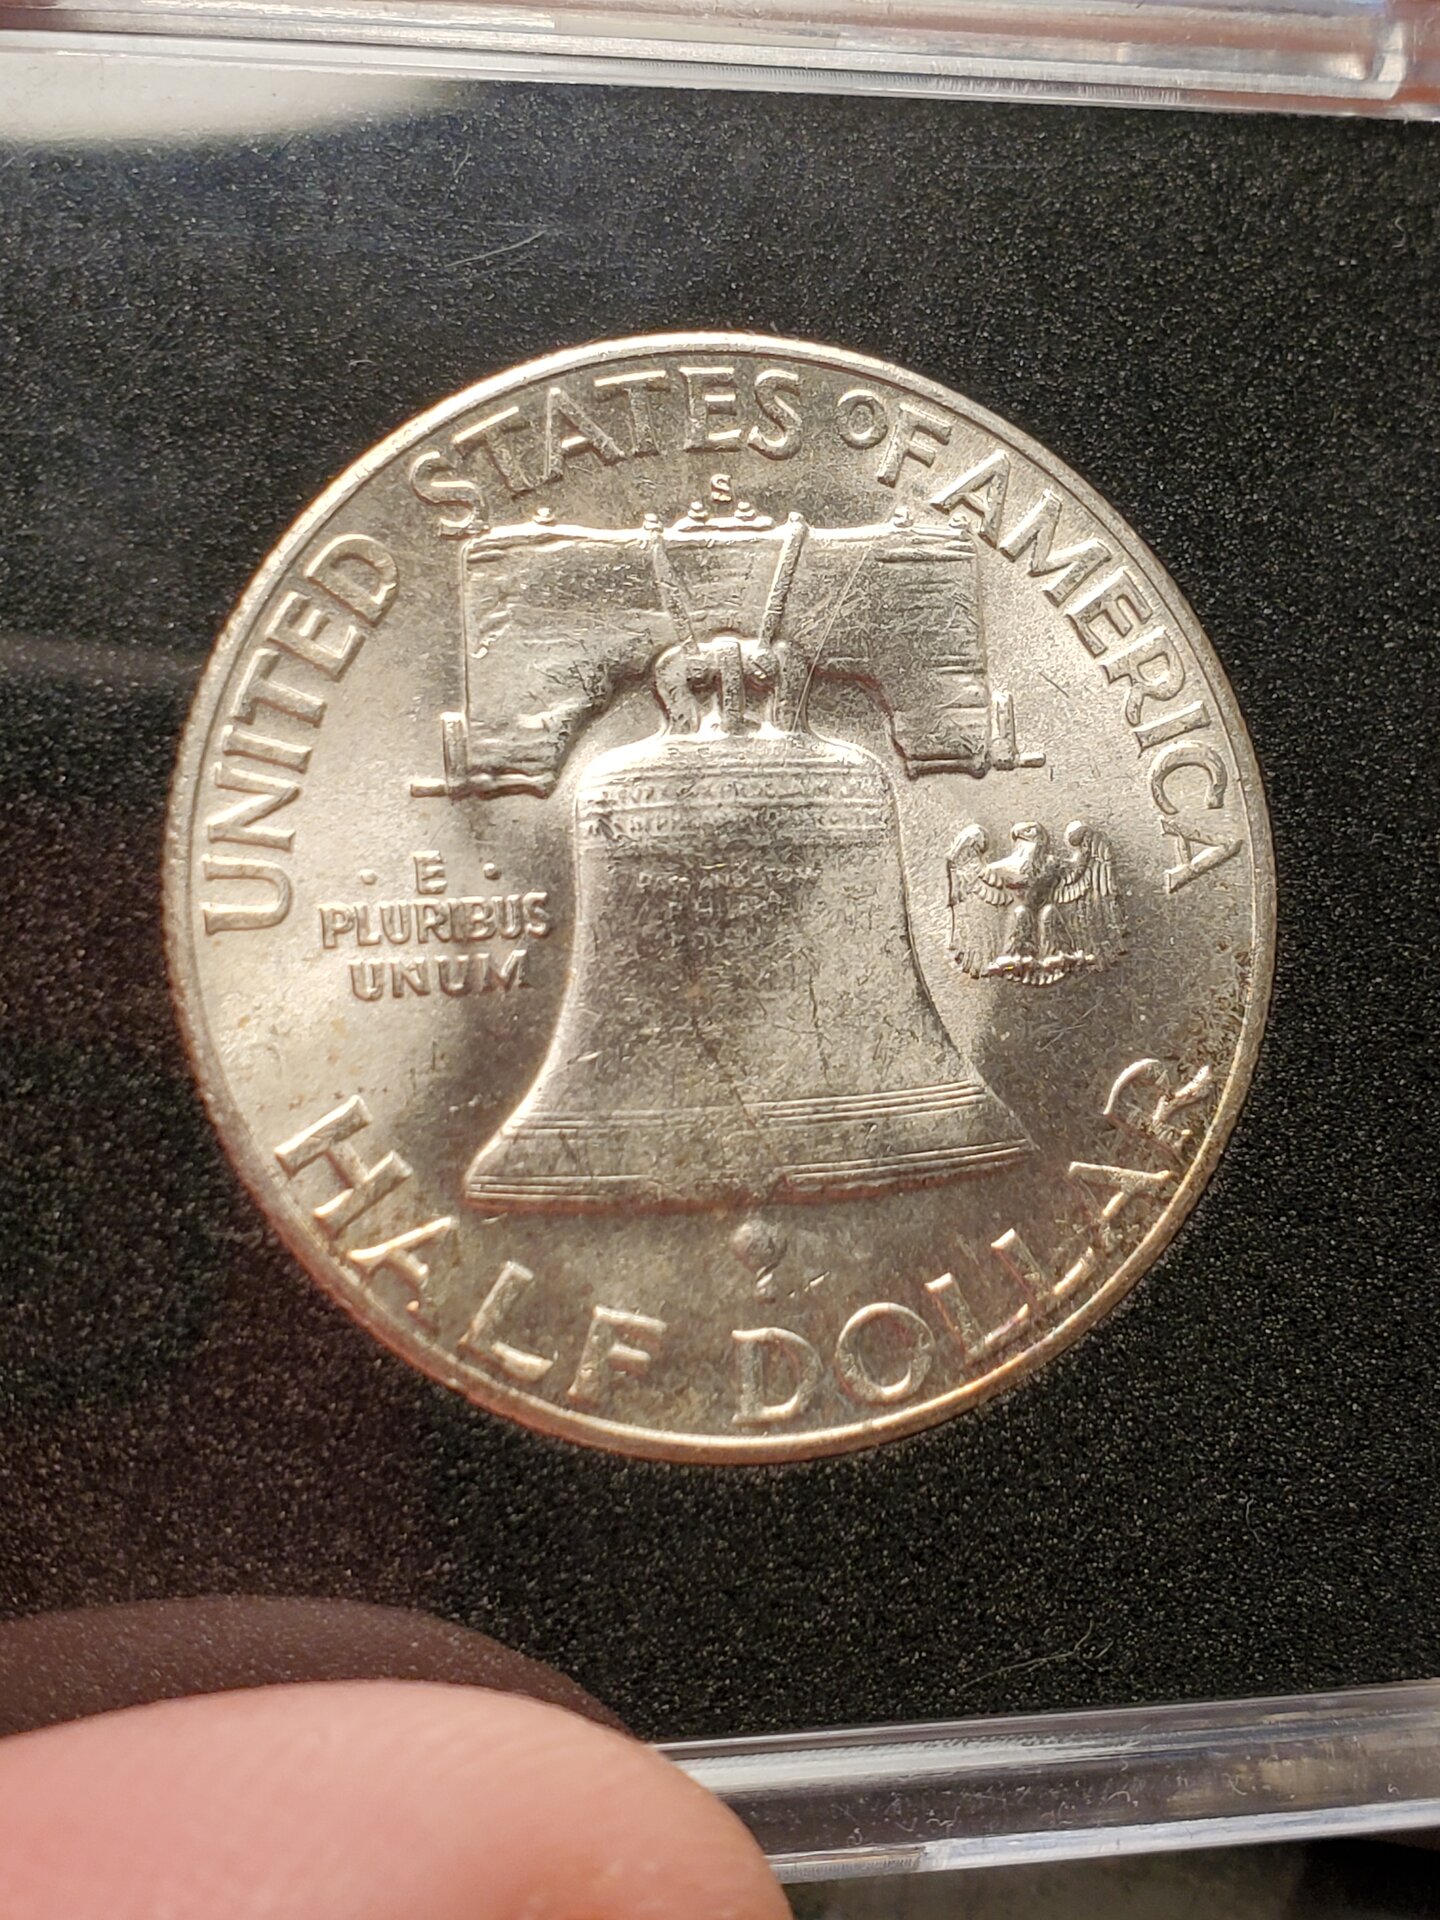 UNITED STATES OF AMERICA
S
· E ·
PLURIBUS
UNUM
HALF DOLLAR